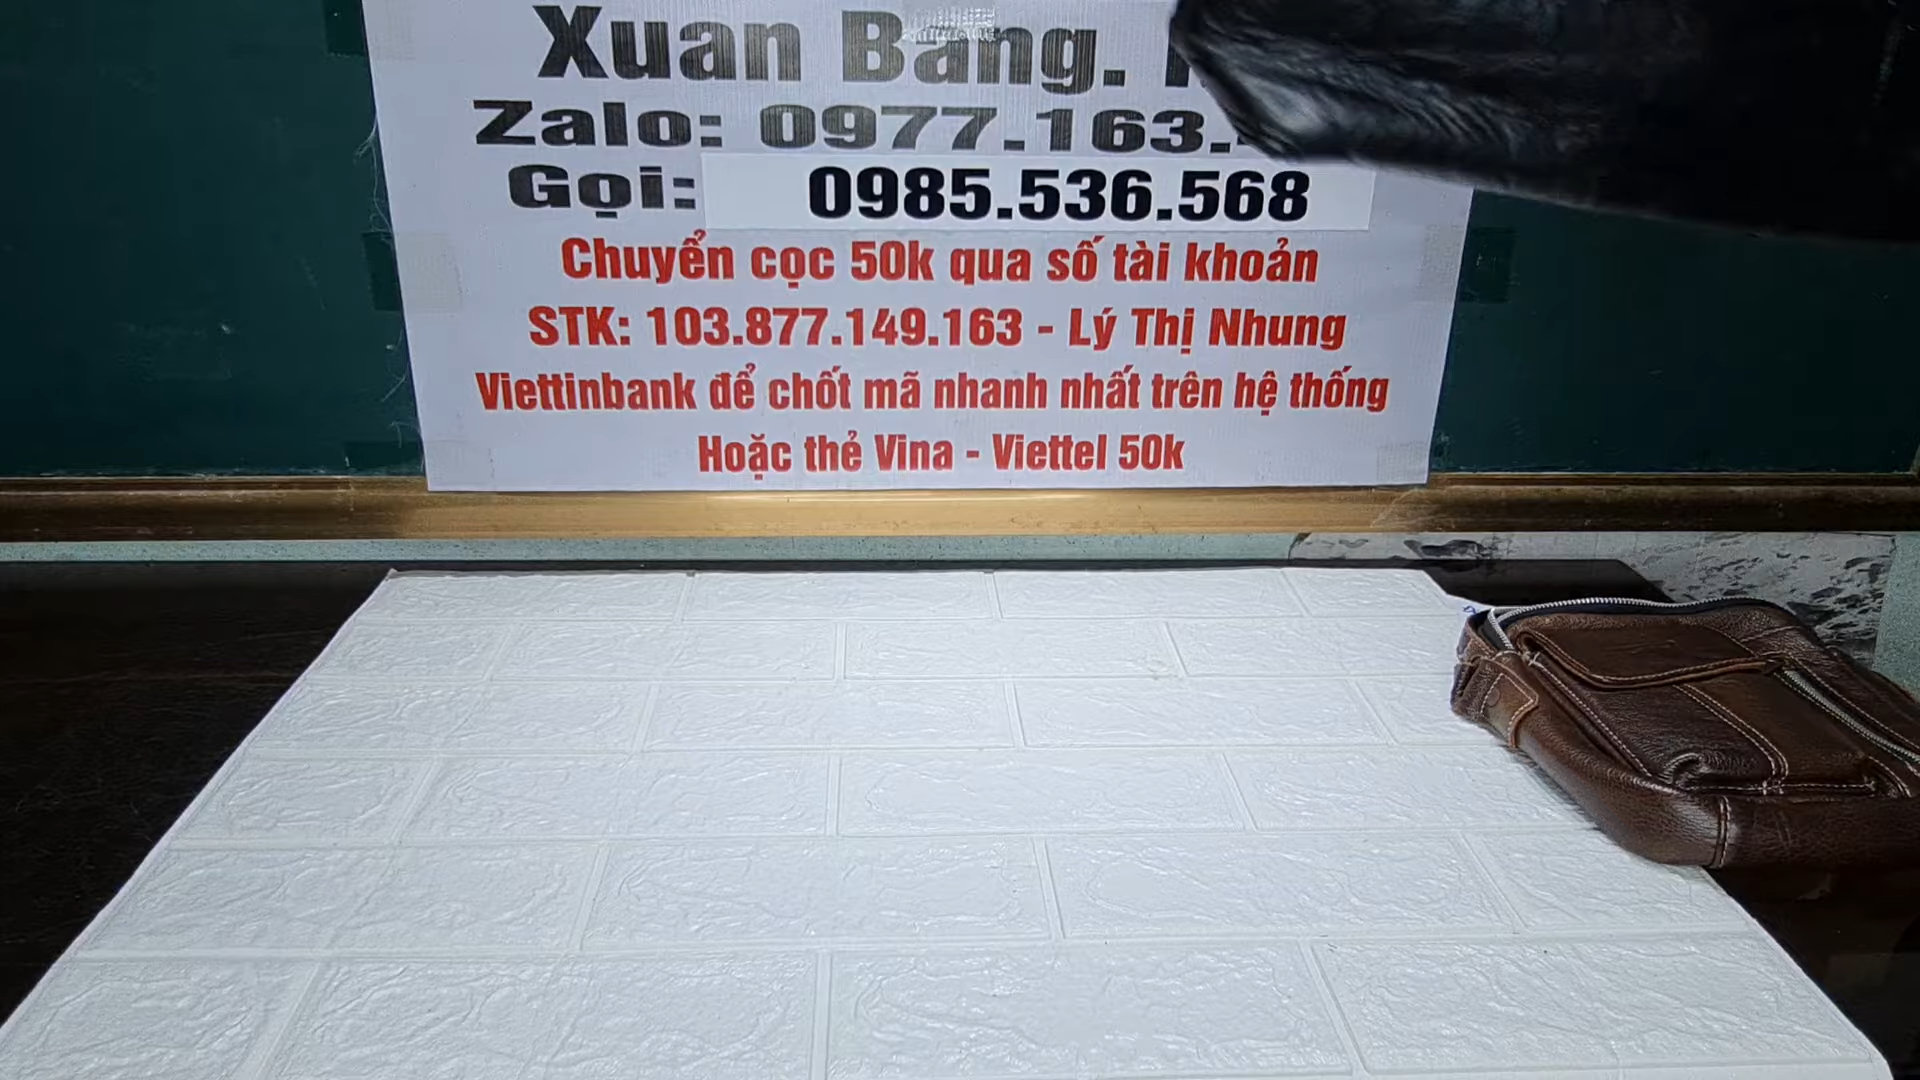 Xuan Bang.
Zalo: 0977.163.
Gọi: 0985.536.568
Chuyển cọc 50k qua số tài khoản
STK: 103.877.149.163 - Lý Thị Nhung
Viettinbank để chốt mã nhanh nhất trên hệ thống
Hoặc thẻ Vina - Viettel 50k